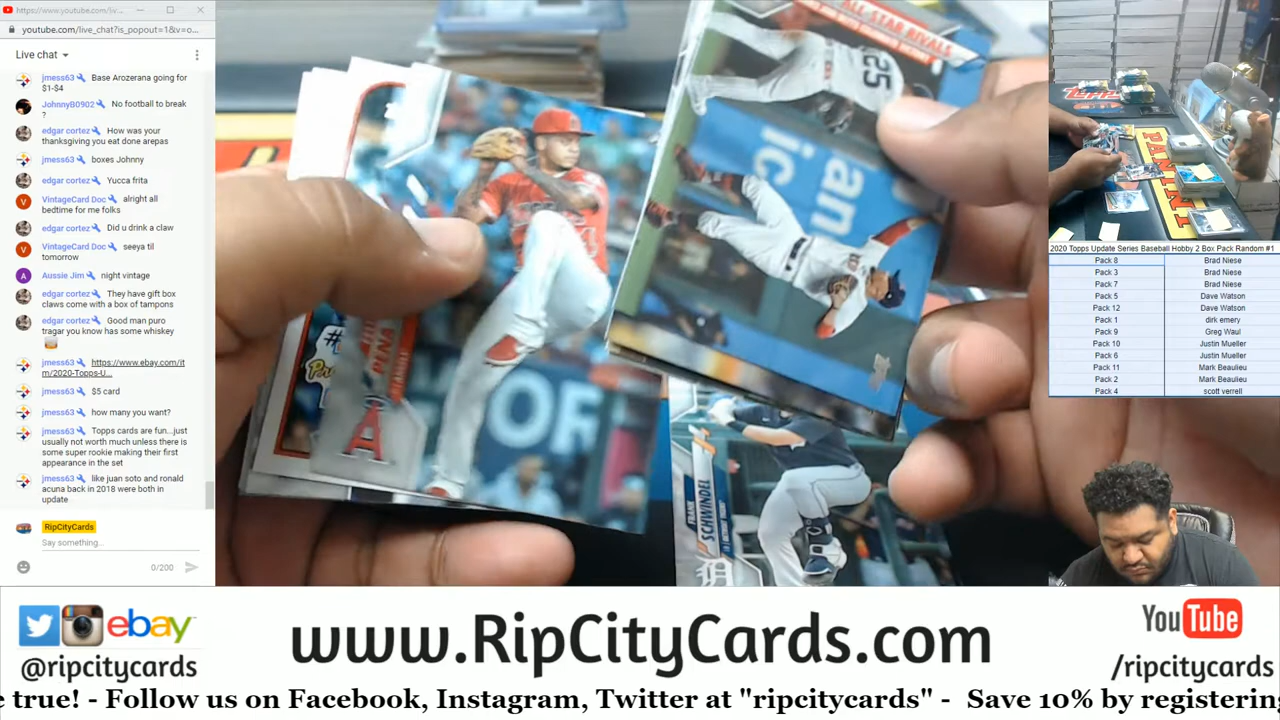 https://www.youtube.com/liv...
youtube.com/live_chat?is_popout=1&v=o...
Live chat
jmess63 Base Arozerana going for
$1-$4
JohnnyB0902 No football to break
?
edgar cortez How was your
thanksgiving you eat done arepas
jmess63 boxes Johnny
edgar cortez Yucca frita
VintageCard Doc alright all
bedtime for me folks
edgar cortez Did u drink a claw
VintageCard Doc seeya til
tomorrow
Aussie Jim night vintage
edgar cortez They have gift box
claws come with a box of tampons
edgar cortez Good man puro
tragar you know has some whiskey
jmess63 https://www.ebay.com/it
m/2020-Topps-U...
jmess63 $5 card
jmess63 how many you want?
jmess63 Topps cards are fun...just
usually not worth much unless there is
some super rookie making their first
appearance in the set
jmess63 like juan soto and ronald
acuna back in 2018 were both in
update
RipCityCards
Say something...
0/200
ALL-STAR RIVALS
25
PENA
A
OF
FRANK
SCHWINDEL
Topps
PANINI
2020 Topps Update Series Baseball Hobby 2 Box Pack Random #1
Pack 8 Brad Niese
Pack 3 Brad Niese
Pack 7 Brad Niese
Pack 5 Dave Watson
Pack 12 Dave Watson
Pack 1 dirk emery
Pack 9 Greg Waul
Pack 10 Justin Mueller
Pack 6 Justin Mueller
Pack 11 Mark Beaulieu
Pack 2 Mark Beaulieu
Pack 4 scott verrell
ebay
@ripcitycards
www.RipCityCards.com
YouTube
/ripcitycards
e true! - Follow us on Facebook, Instagram, Twitter at "ripcitycards" - Save 10% by registering